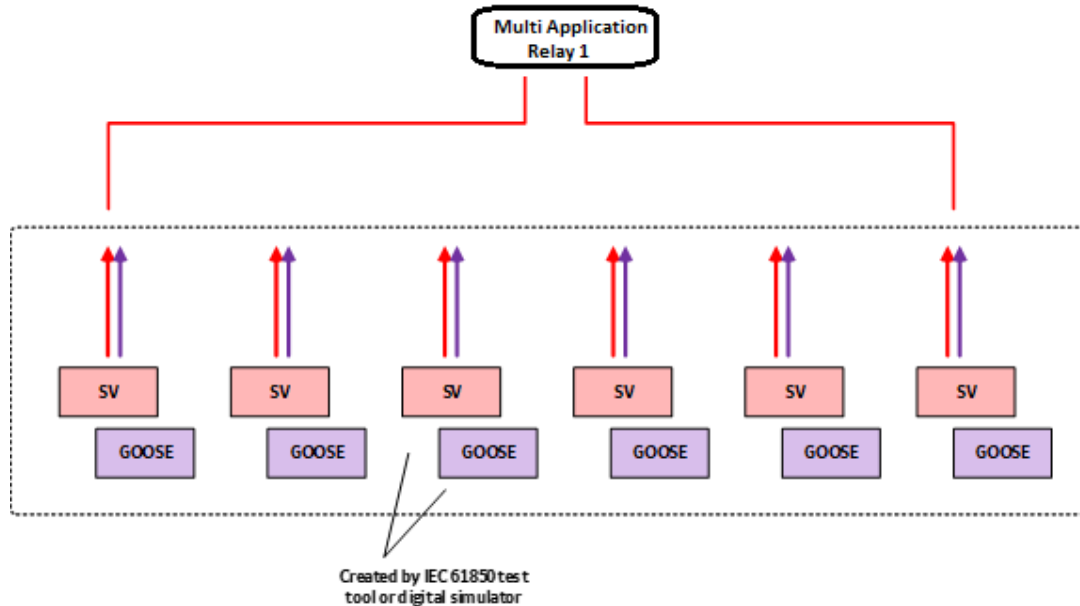 Multi Application
Relay 1
SV
SV
SV
SV
SV
SV
GOOSE
GOOSE
GOOSE
GOOSE
GOOSE
GOOSE
Created by IEC 61850 test
tool or digital simulator